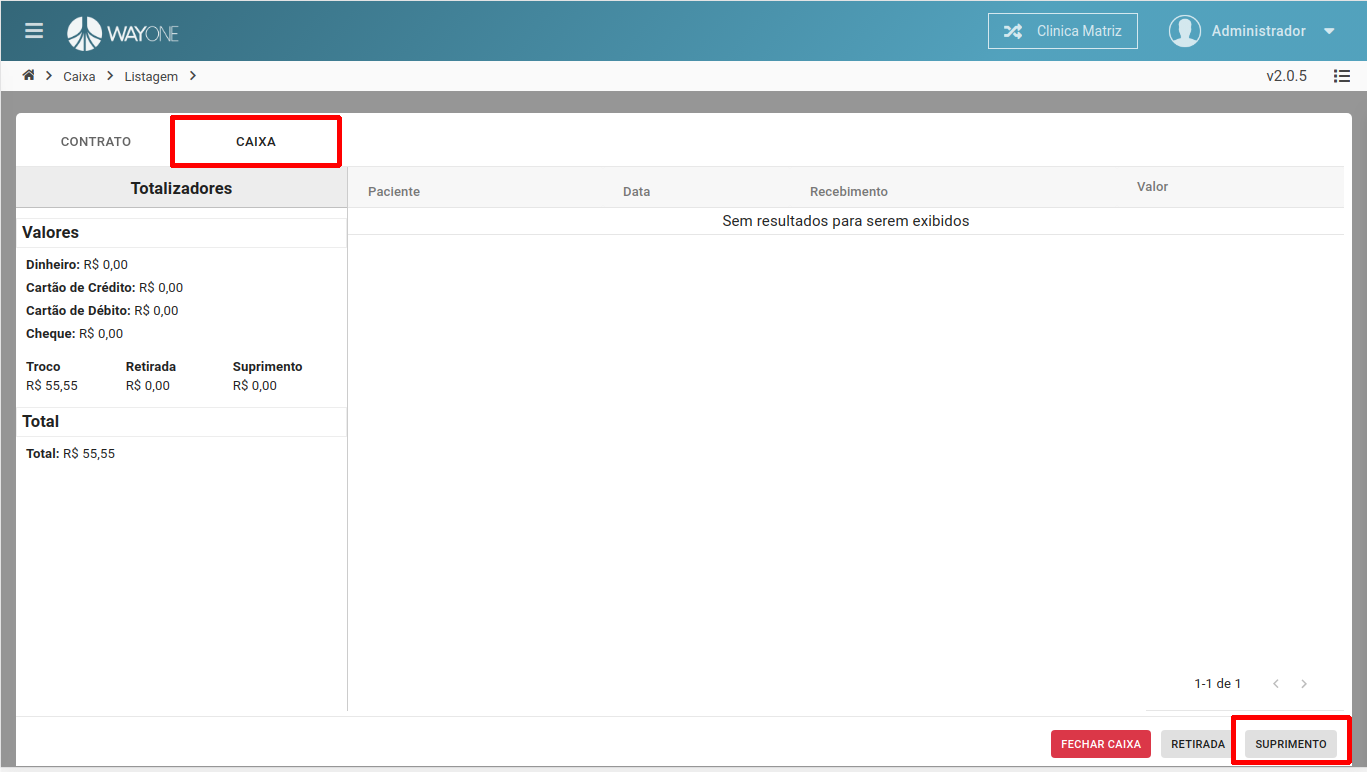 WAYONE
Clinica Matriz
Administrador
Caixa
Listagem
v2.0.5
CONTRATO
CAIXA
Totalizadores
Paciente
Data
Recebimento
Valor
Sem resultados para serem exibidos
Valores
Dinheiro: R$ 0,00
Cartão de Crédito: R$ 0,00
Cartão de Débito: R$ 0,00
Cheque: R$ 0,00
Troco
Retirada
Suprimento
R$ 55,55
R$ 0,00
R$ 0,00
Total
Total: R$ 55,55
1-1 de 1
FECHAR CAIXA
RETIRADA
SUPRIMENTO